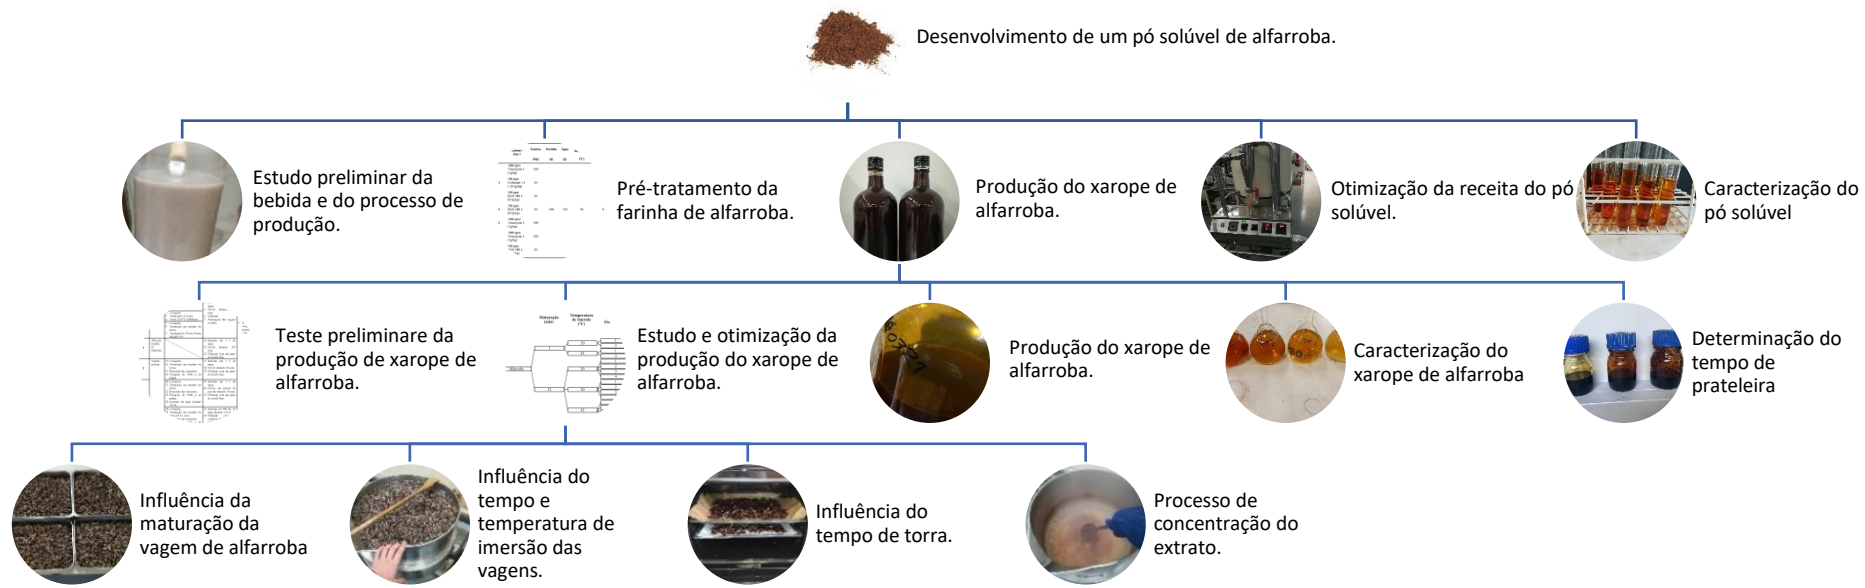 Desenvolvimento de um pó solúvel de alfarroba.
Estudo preliminar da
bebida e do processo de
produção.
Pré-tratamento da
farinha de alfarroba.
Produção do xarope de
alfarroba.
Otimização da receita do pó
solúvel.
Caracterização do
pó solúvel
Teste preliminare da
produção de xarope de
alfarroba.
Estudo e otimização da
produção do xarope de
alfarroba.
Produção do xarope de
alfarroba.
Caracterização do
xarope de alfarroba
Determinação do
tempo de
prateleira
Influência da
maturação da
vagem de alfarroba
Influência do
tempo e
temperatura de
imersão das
vagens.
Influência do
tempo de torra.
Processo de
concentração do
extrato.